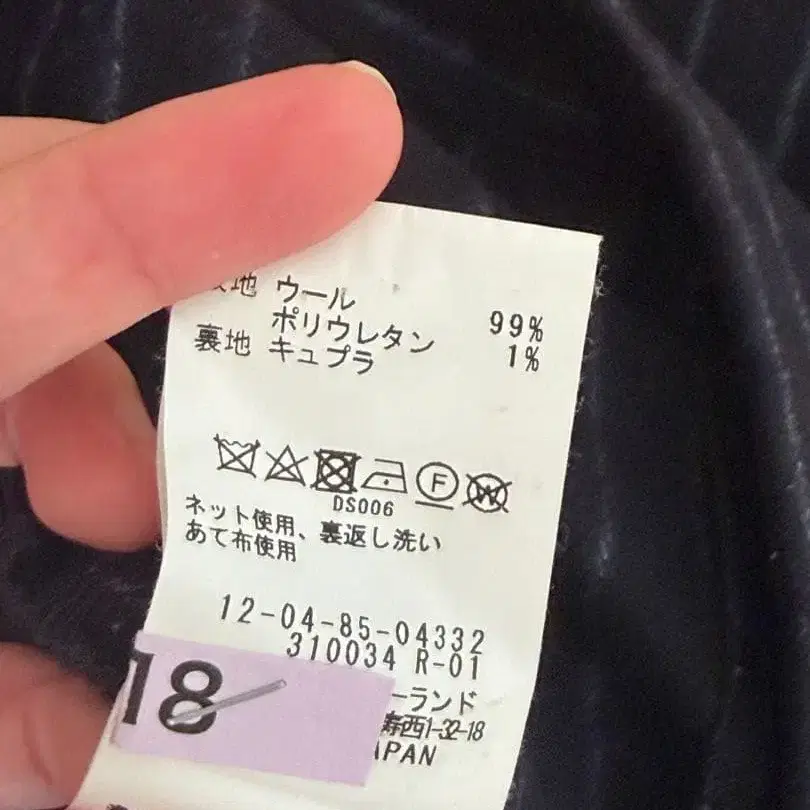 表地 ウール 99%
ポリウレタン 1%
裏地 キュプラ
F W
DS006
ネット使用、裏返し洗い
あて布使用
12-04-85-04332
310034 R-01
18
ーランド
寿西1-32-18
APAN